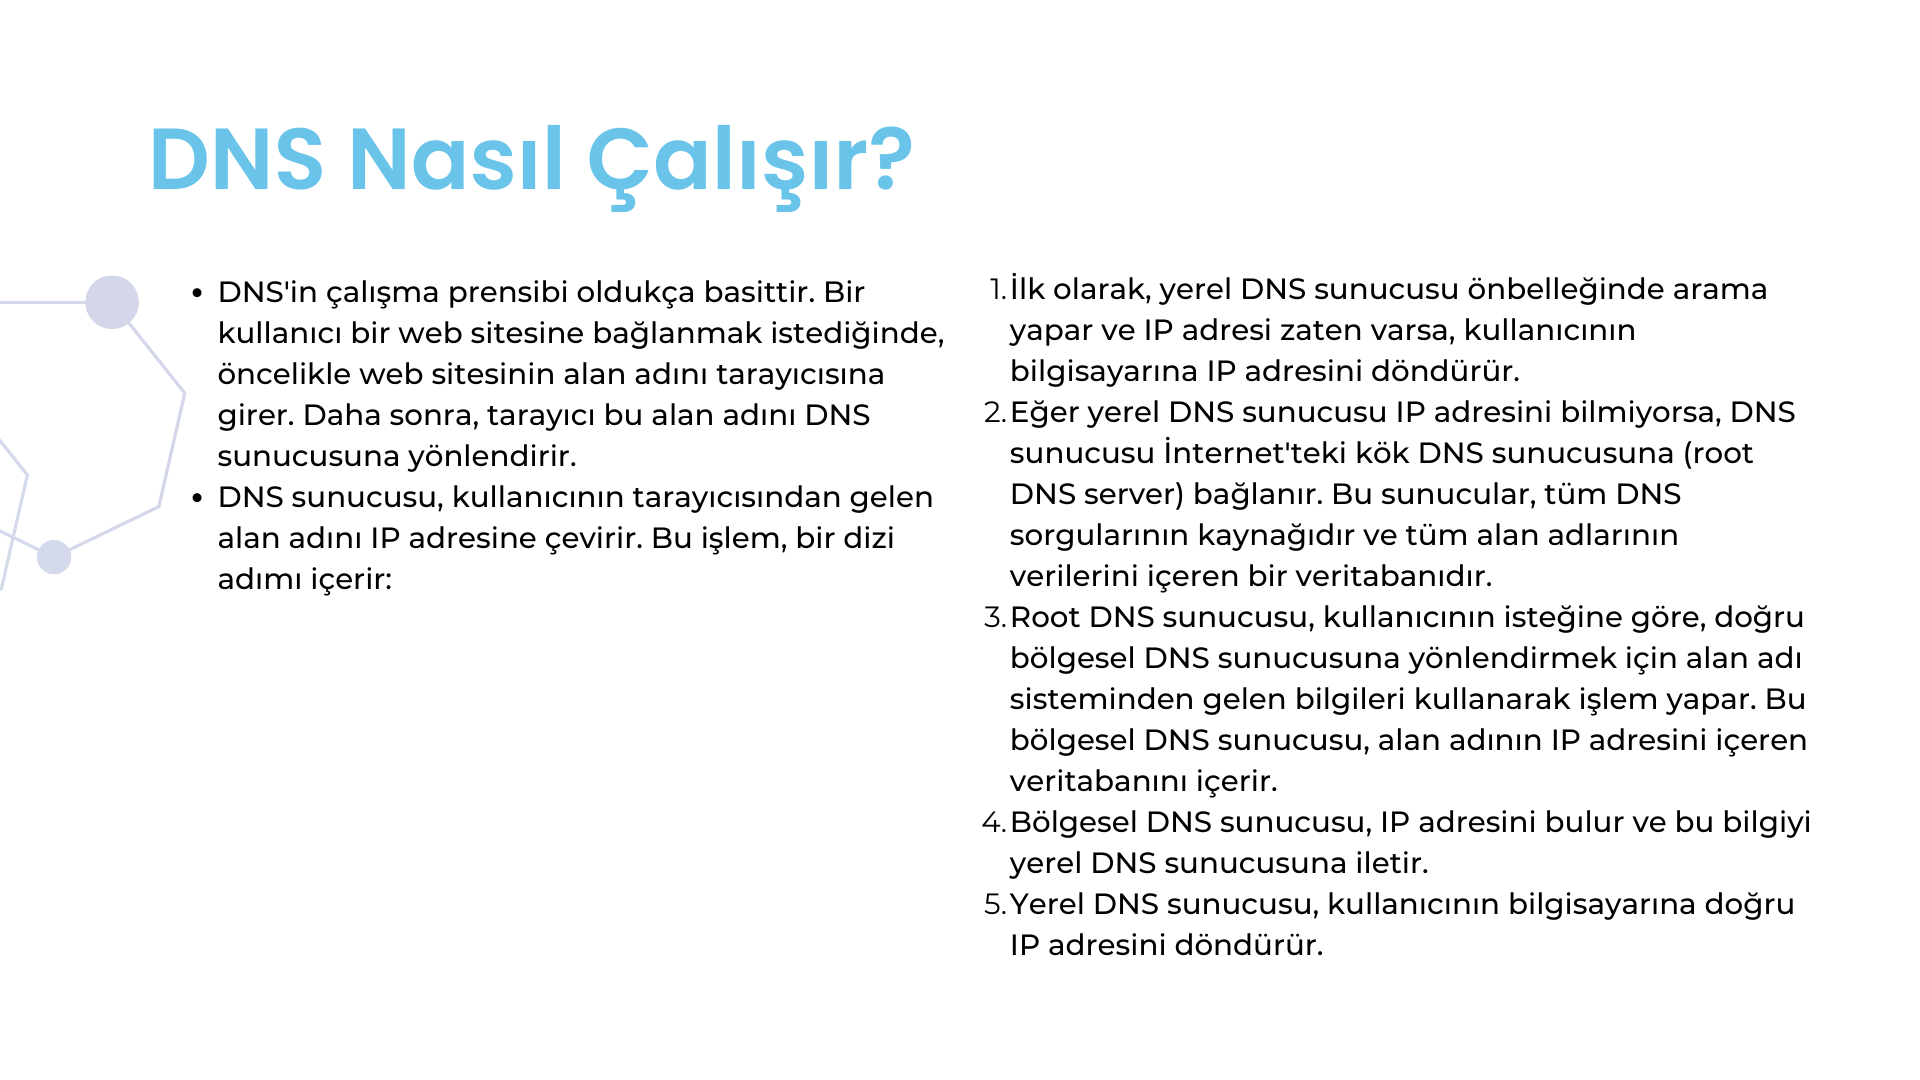 DNS Nasıl Çalışır?
• DNS'in çalışma prensibi oldukça basittir. Bir
kullanıcı bir web sitesine bağlanmak istediğinde,
öncelikle web sitesinin alan adını tarayıcısına
girer. Daha sonra, tarayıcı bu alan adını DNS
sunucusuna yönlendirir.
• DNS sunucusu, kullanıcının tarayıcısından gelen
alan adını IP adresine çevirir. Bu işlem, bir dizi
adımı içerir:
1. İlk olarak, yerel DNS sunucusu önbelleğinde arama
yapar ve IP adresi zaten varsa, kullanıcının
bilgisayarına IP adresini döndürür.
2. Eğer yerel DNS sunucusu IP adresini bilmiyorsa, DNS
sunucusu İnternet'teki kök DNS sunucusuna (root
DNS server) bağlanır. Bu sunucular, tüm DNS
sorgularının kaynağıdır ve tüm alan adlarının
verilerini içeren bir veritabanıdır.
3. Root DNS sunucusu, kullanıcının isteğine göre, doğru
bölgesel DNS sunucusuna yönlendirmek için alan adı
sisteminden gelen bilgileri kullanarak işlem yapar. Bu
bölgesel DNS sunucusu, alan adının IP adresini içeren
veritabanını içerir.
4. Bölgesel DNS sunucusu, IP adresini bulur ve bu bilgiyi
yerel DNS sunucusuna iletir.
5. Yerel DNS sunucusu, kullanıcının bilgisayarına doğru
IP adresini döndürür.